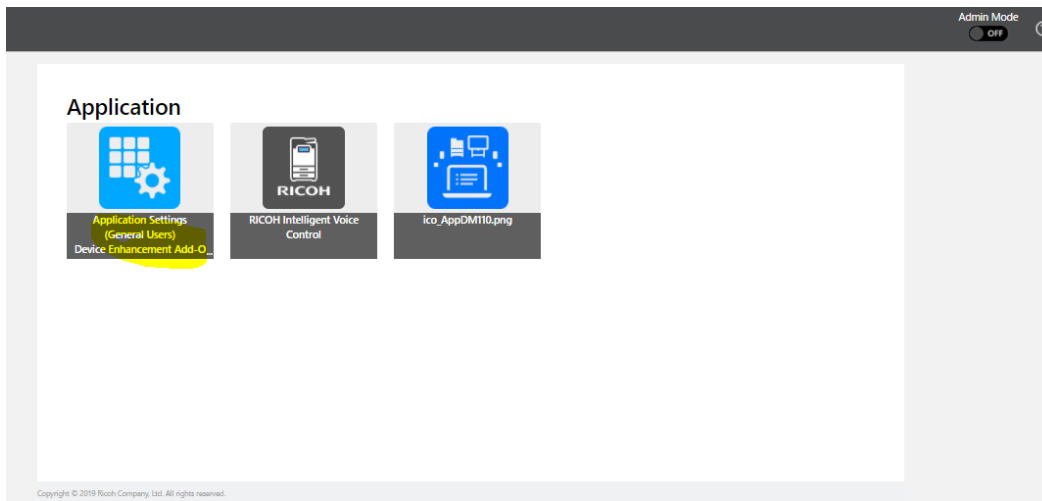 Admin Mode
OFF
Application
RICOH
Application Settings
(General Users)
Device Enhancement Add-O...
RICOH Intelligent Voice
Control
ico_AppDM110.png
Copyright © 2019 Ricoh Company, Ltd. All rights reserved.